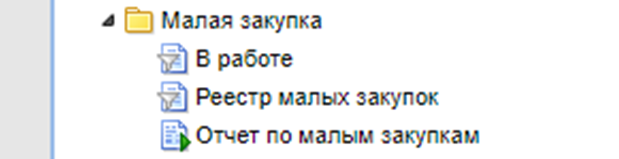 Малая закупка
В работе
Реестр малых закупок
Отчет по малым закупкам